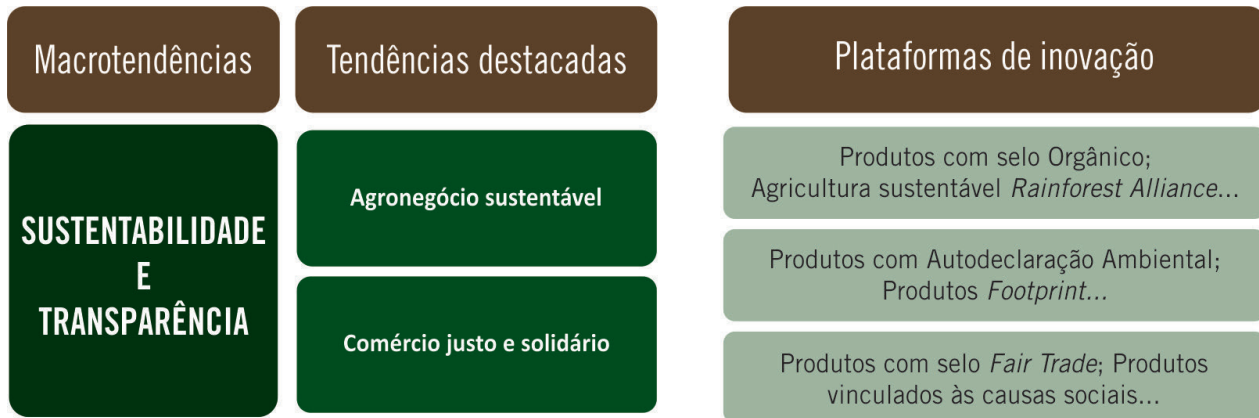 Macrotendências
Tendências destacadas
Plataformas de inovação
SUSTENTABILIDADE
E
TRANSPARÊNCIA
Agronegócio sustentável
Comércio justo e solidário
Produtos com selo Orgânico;
Agricultura sustentável Rainforest Alliance...
Produtos com Autodeclaração Ambiental;
Produtos Footprint...
Produtos com selo Fair Trade; Produtos
vinculados às causas sociais...